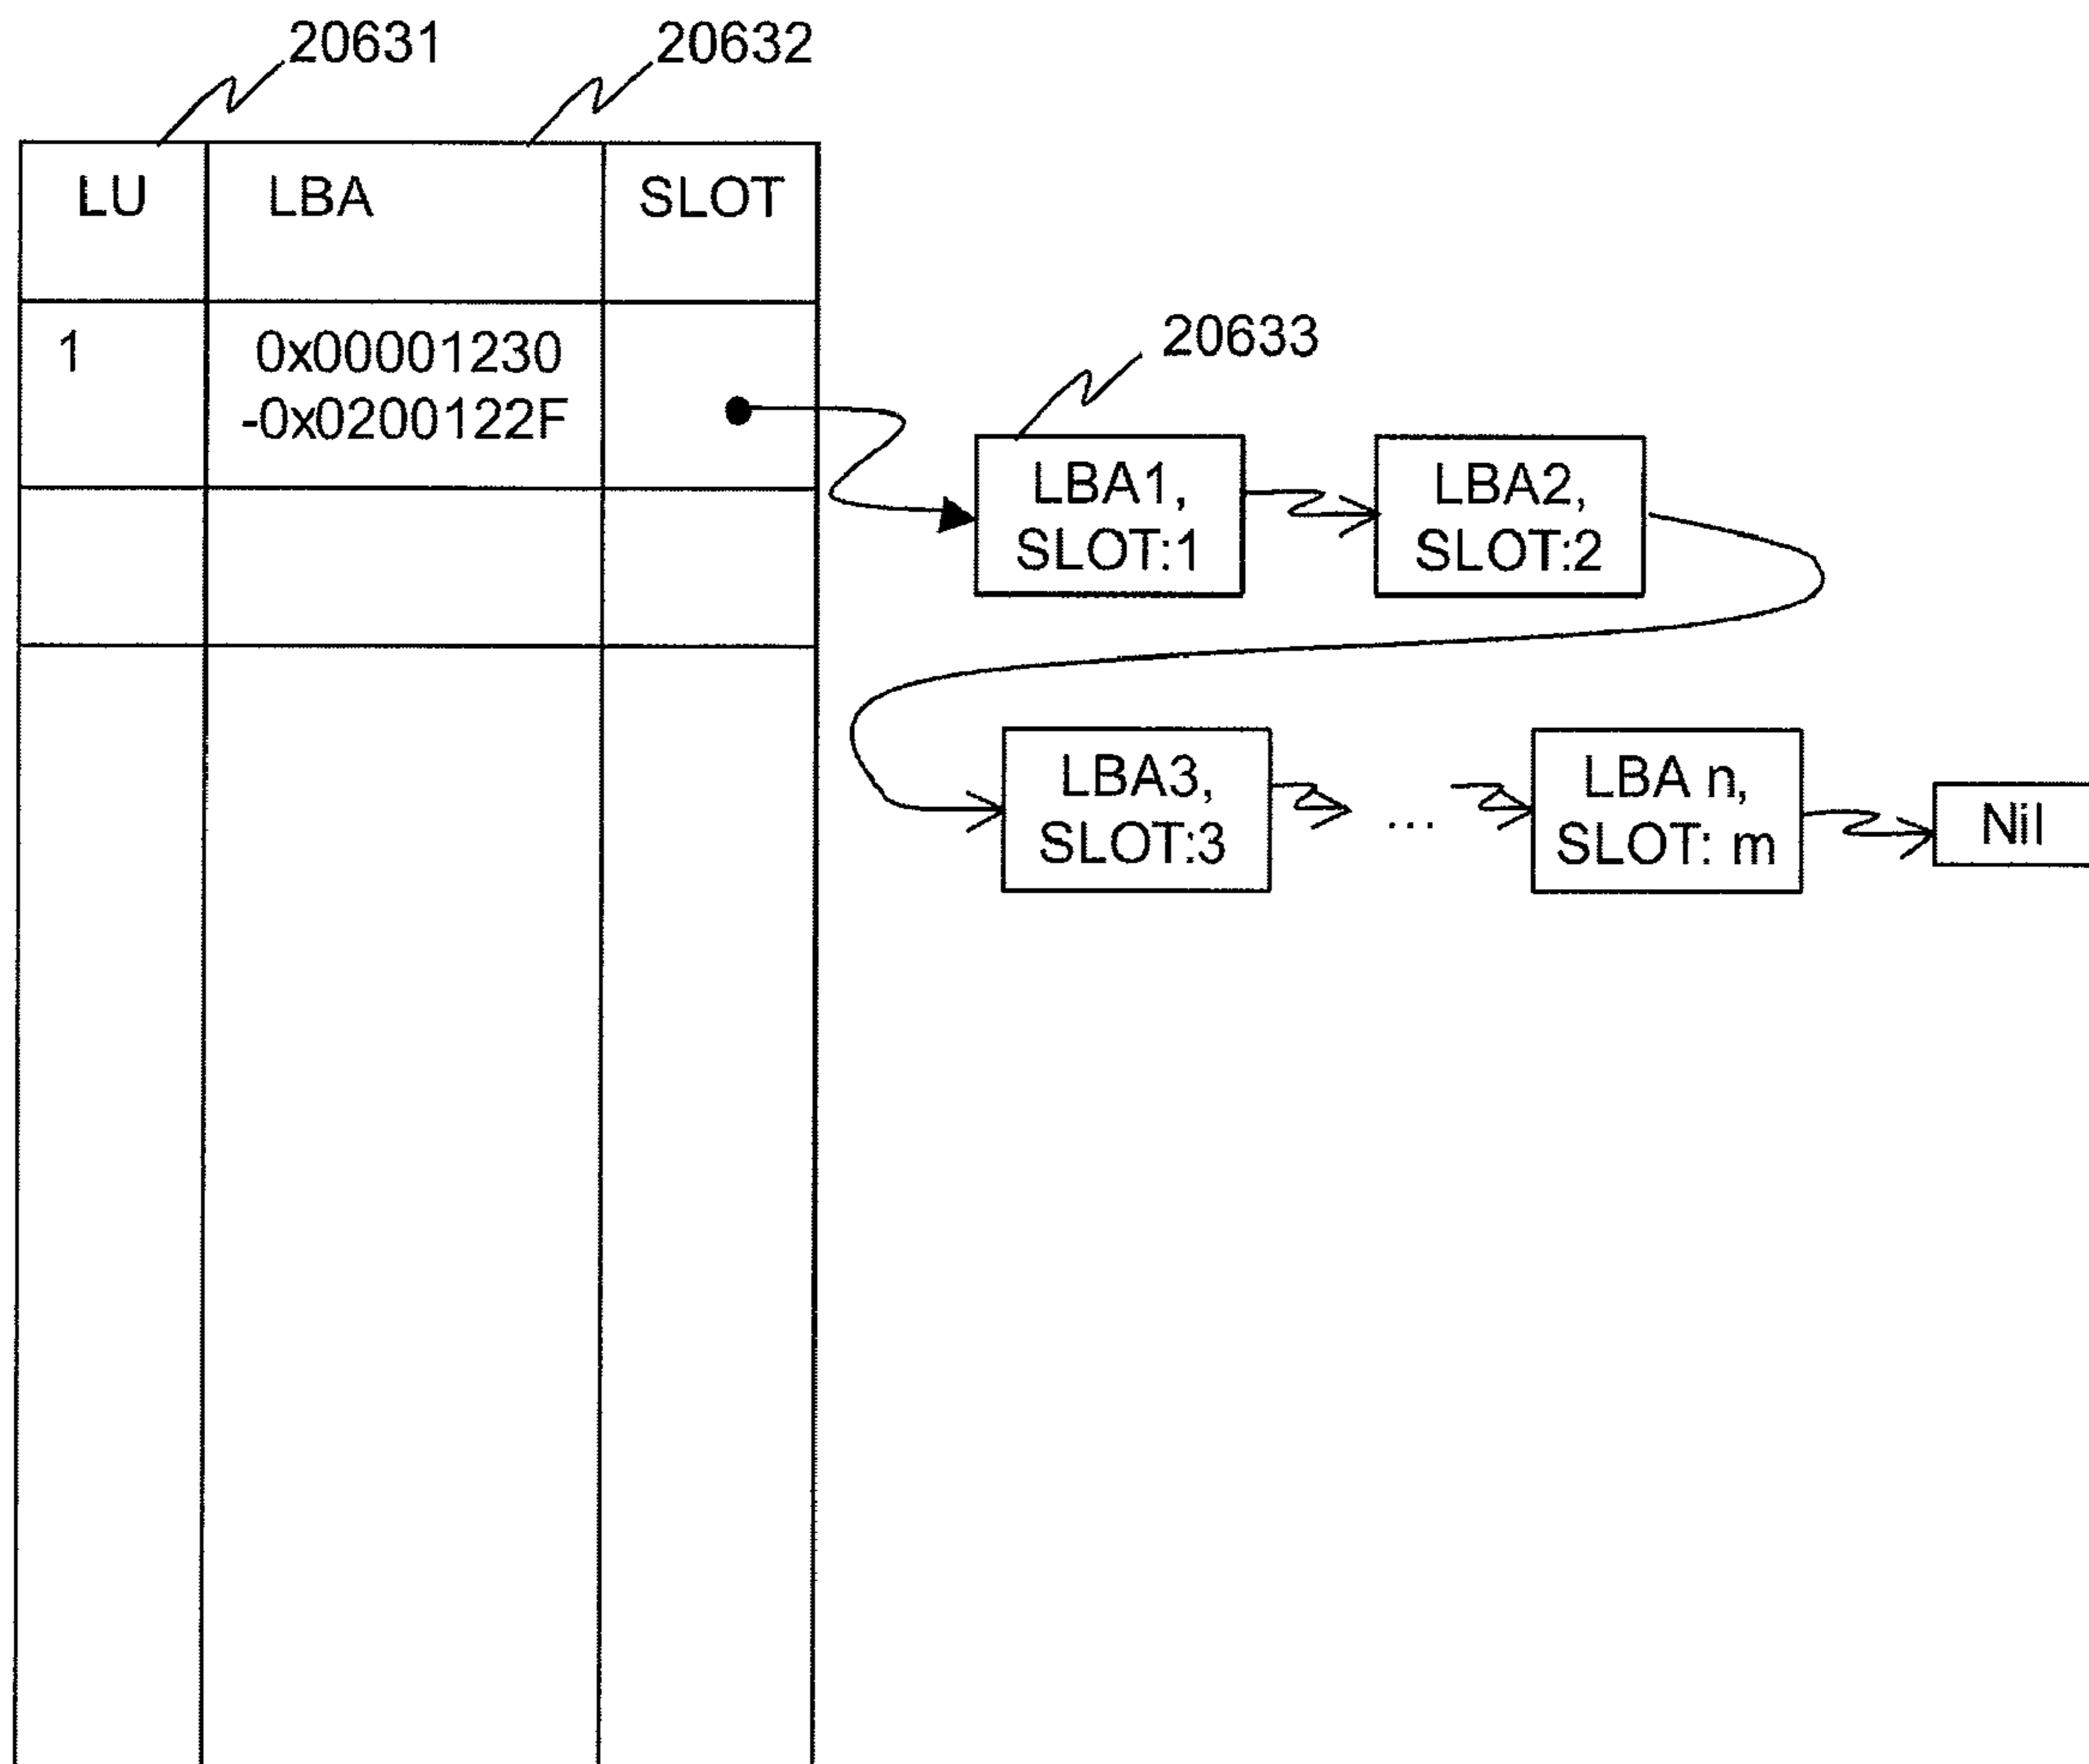 20631
20632
LU
LBA
SLOT
1
0x00001230
-0x0200122F
20633
LBA1,
SLOT:1
LBA2,
SLOT:2
LBA3,
SLOT:3
...
LBA n,
SLOT: m
Nil